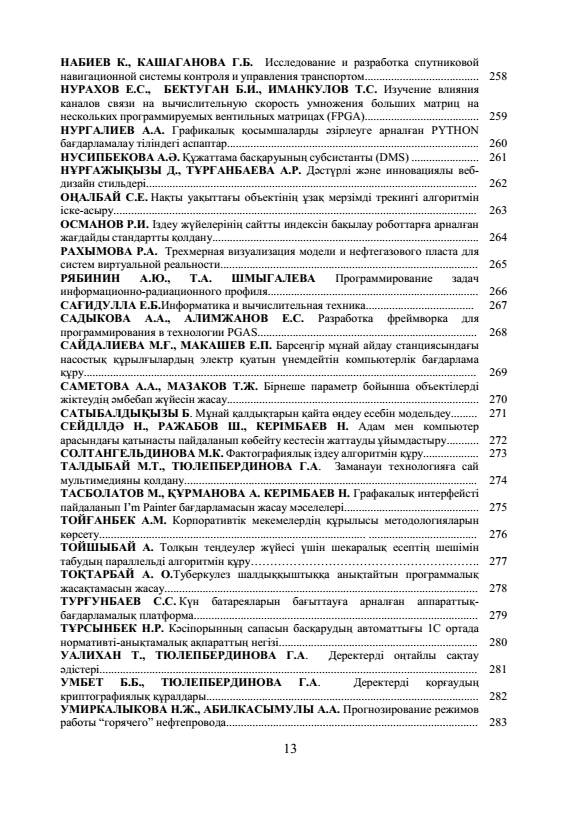 НАБИЕВ К., КАШАГАНОВА Г.Б. Исследование и разработка спутниковой
навигационной системы контроля и управления транспортом...................................... 258
НУРАХОВ Е.С., БЕКТУГАН Б.И., ИМАНКУЛОВ Т.С. Изучение влияния
каналов связи на вычислительную скорость умножения больших матриц на
нескольких программируемых вентильных матрицах (FPGA)..................................... 259
НУРГАЛИЕВ А.А. Графикалық қосымшаларды әзірлеуге арналған PYTHON
бағдарламалау тіліндегі аспаптар................................................................................... 260
НУСИПБЕКОВА А.Ә. Құжаттама басқаруының субсистанты (DMS) ....................... 261
НҰРҒАЖЫҚЫЗЫ Д., ТҰРҒАНБАЕВА А.Р. Дәстүрлі және инновациялы веб-
дизайн стильдері.............................................................................................................. 262
ОҢАЛБАЙ С.Е. Нақты уақыттағы объектінің ұзақ мерзімді трекингі алгоритмін
іске-асыру......................................................................................................................... 263
ОСМАНОВ Р.И. Іздеу жүйелерінің сайтты индексін бақылау роботтарға арналған
жағдайды стандартты қолдану........................................................................................ 264
РАХЫМОВА Р.А. Трехмерная визуализация модели и нефтегазового пласта для
систем виртуальной реальности...................................................................................... 265
РЯБИНИН А.Ю., Т.А. ШМЫГАЛЕВА Программирование задач
информационно-радиационного профиля...................................................................... 266
САҒИДУЛЛА Е.Б.Информатика и вычислительная техника.................................... 267
САДЫКОВА А.А., АЛИМЖАНОВ Е.С. Разработка фреймворка для
программирования в технологии PGAS......................................................................... 268
САЙДАЛИЕВА М.Ғ., МАКАШЕВ Е.П. Барсеңгір мұнай айдау станциясындағы
насостық құрылғылардың электр қуатын үнемдейтін компьютерлік бағдарлама
құру................................................................................................................................... 269
САМЕТОВА А.А., МАЗАКОВ Т.Ж. Бірнеше параметр бойынша объектілерді
жіктеудің әмбебап жүйесін жасау................................................................................... 270
САТЫБАЛДЫҚЫЗЫ Б. Мұнай қалдықтарын қайта өңдеу есебін модельдеу......... 271
СЕЙДІЛДӘ Н., РАЖАБОВ Ш., КЕРІМБАЕВ Н. Адам мен компьютер
арасындағы қатынасты пайдаланып көбейту кестесін жаттауды ұйымдастыру........... 272
СОЛТАНГЕЛЬДИНОВА М.К. Фактографиялық іздеу алгоритмін құру................... 273
ТАЛДЫБАЙ М.Т., ТЮЛЕПБЕРДИНОВА Г.А. Заманауи технологияға сай
мультимедияны қолдану................................................................................................. 274
ТАСБОЛАТОВ М., ҚҰРМАНОВА А. КЕРІМБАЕВ Н. Графакалық интерфейсті
пайдаланып I'm Painter бағдарламасын жасау мәселелері............................................ 275
ТОЙҒАНБЕК А.М. Корпоративтік мекемелердің құрылысы методологияларын
көрсету......................................................................................... .................................... 276
ТОЙШЫБАЙ А. Толқын теңдеулер жүйесі үшін шекаралық есептің шешімін
табудың параллельді алгоритмін құру………………………………………………….. 277
ТОҚТАРБАЙ А. О.Туберкулез шалдыққыштыққа анықтайтын программалық
жасақтамасын жасау........................................................................................................ 278
ТУРҒУНБАЕВ С.С. Күн батареяларын бағыттауға арналған аппараттық-
бағдарламалық платформа.............................................................................................. 279
ТҰРСЫНБЕК Н.Р. Кәсіпорынның сапасын басқарудың автоматтығы 1С ортада
нормативті-анықтамалық ақпараттың негізі................................................................... 280
УАЛИХАН Т., ТЮЛЕПБЕРДИНОВА Г.А. Деректерді оңтайлы сақтау
әдістері............................................................................................................................. 281
УМБЕТ Б.Б., ТЮЛЕПБЕРДИНОВА Г.А. Деректерді қорғаудың
криптографиялық құралдары........................................................................................... 282
УМИРКАЛЫКОВА Н.Ж., АБИЛКАСЫМУЛЫ А.А. Прогнозирование режимов
работы “горячего” нефтепровода.................................................................................... 283
13